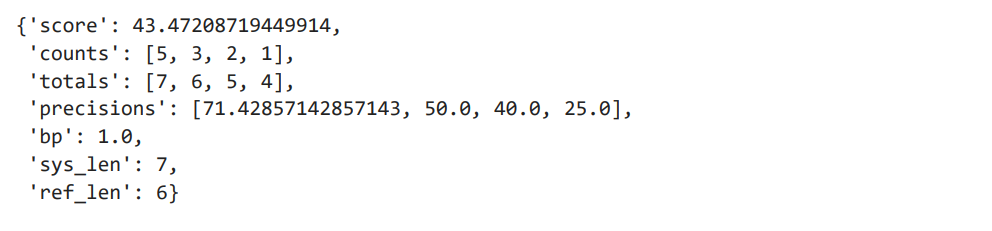 {'score': 43.47208719449914,
'counts': [5, 3, 2, 1],
'totals': [7, 6, 5, 4],
'precisions': [71.42857142857143, 50.0, 40.0, 25.0],
'bp': 1.0,
'sys_len': 7,
'ref_len': 6}